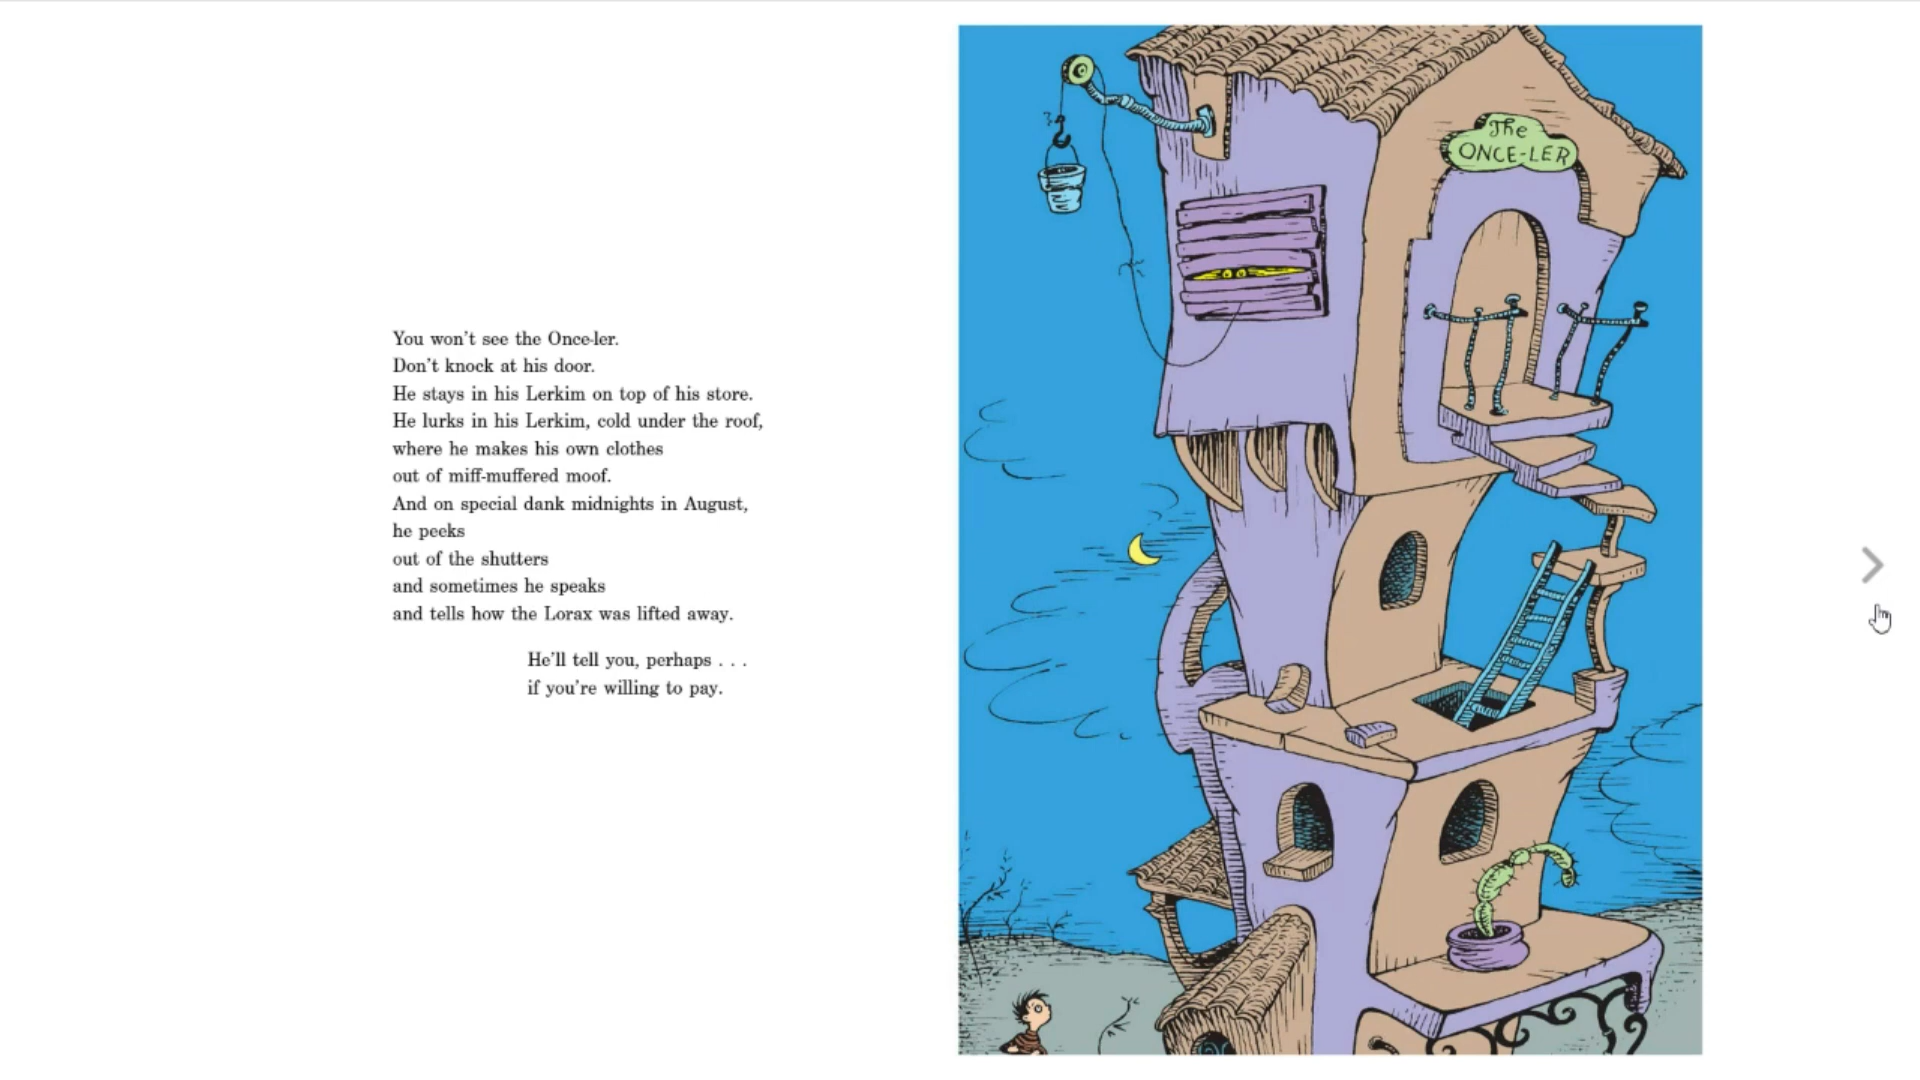 You won't see the Once-ler.
Don't knock at his door.
He stays in his Lerkim on top of his store.
He lurks in his Lerkim, cold under the roof,
where he makes his own clothes
out of miff-muffered moof.
And on special dank midnights in August,
he peeks
out of the shutters
and sometimes he speaks
and tells how the Lorax was lifted away.
He'll tell you, perhaps . . .
if you're willing to pay.
The
ONCE-LER